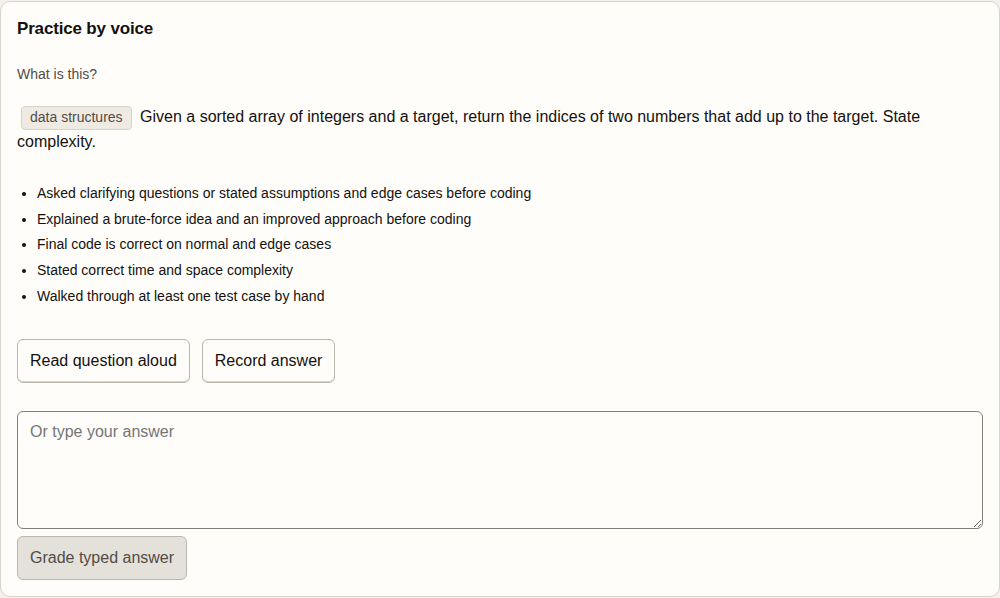 Practice by voice
What is this?
data structures Given a sorted array of integers and a target, return the indices of two numbers that add up to the target. State
complexity.
Asked clarifying questions or stated assumptions and edge cases before coding
Explained a brute-force idea and an improved approach before coding
Final code is correct on normal and edge cases
Stated correct time and space complexity
Walked through at least one test case by hand
Read question aloud Record answer
Or type your answer
Grade typed answer